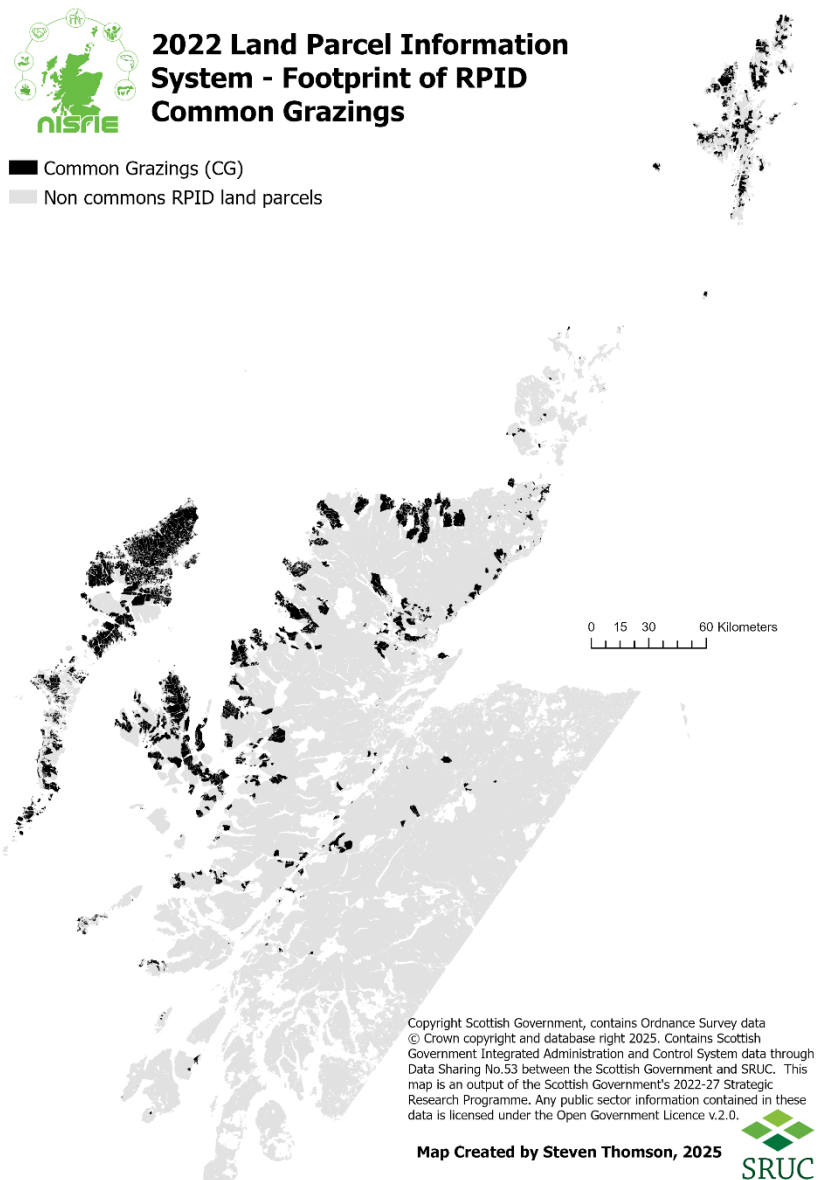 2022 Land Parcel Information
System - Footprint of RPID
Common Grazings
nisrie
Common Grazings (CG)
Non commons RPID land parcels
0 15 30 60 Kilometers
Copyright Scottish Government, contains Ordnance Survey data
© Crown copyright and database right 2025. Contains Scottish
Government Integrated Administration and Control System data through
Data Sharing No.53 between the Scottish Government and SRUC. This
map is an output of the Scottish Government's 2022-27 Strategic
Research Programme. Any public sector information contained in these
data is licensed under the Open Government Licence v.2.0.
Map Created by Steven Thomson, 2025
SRUC